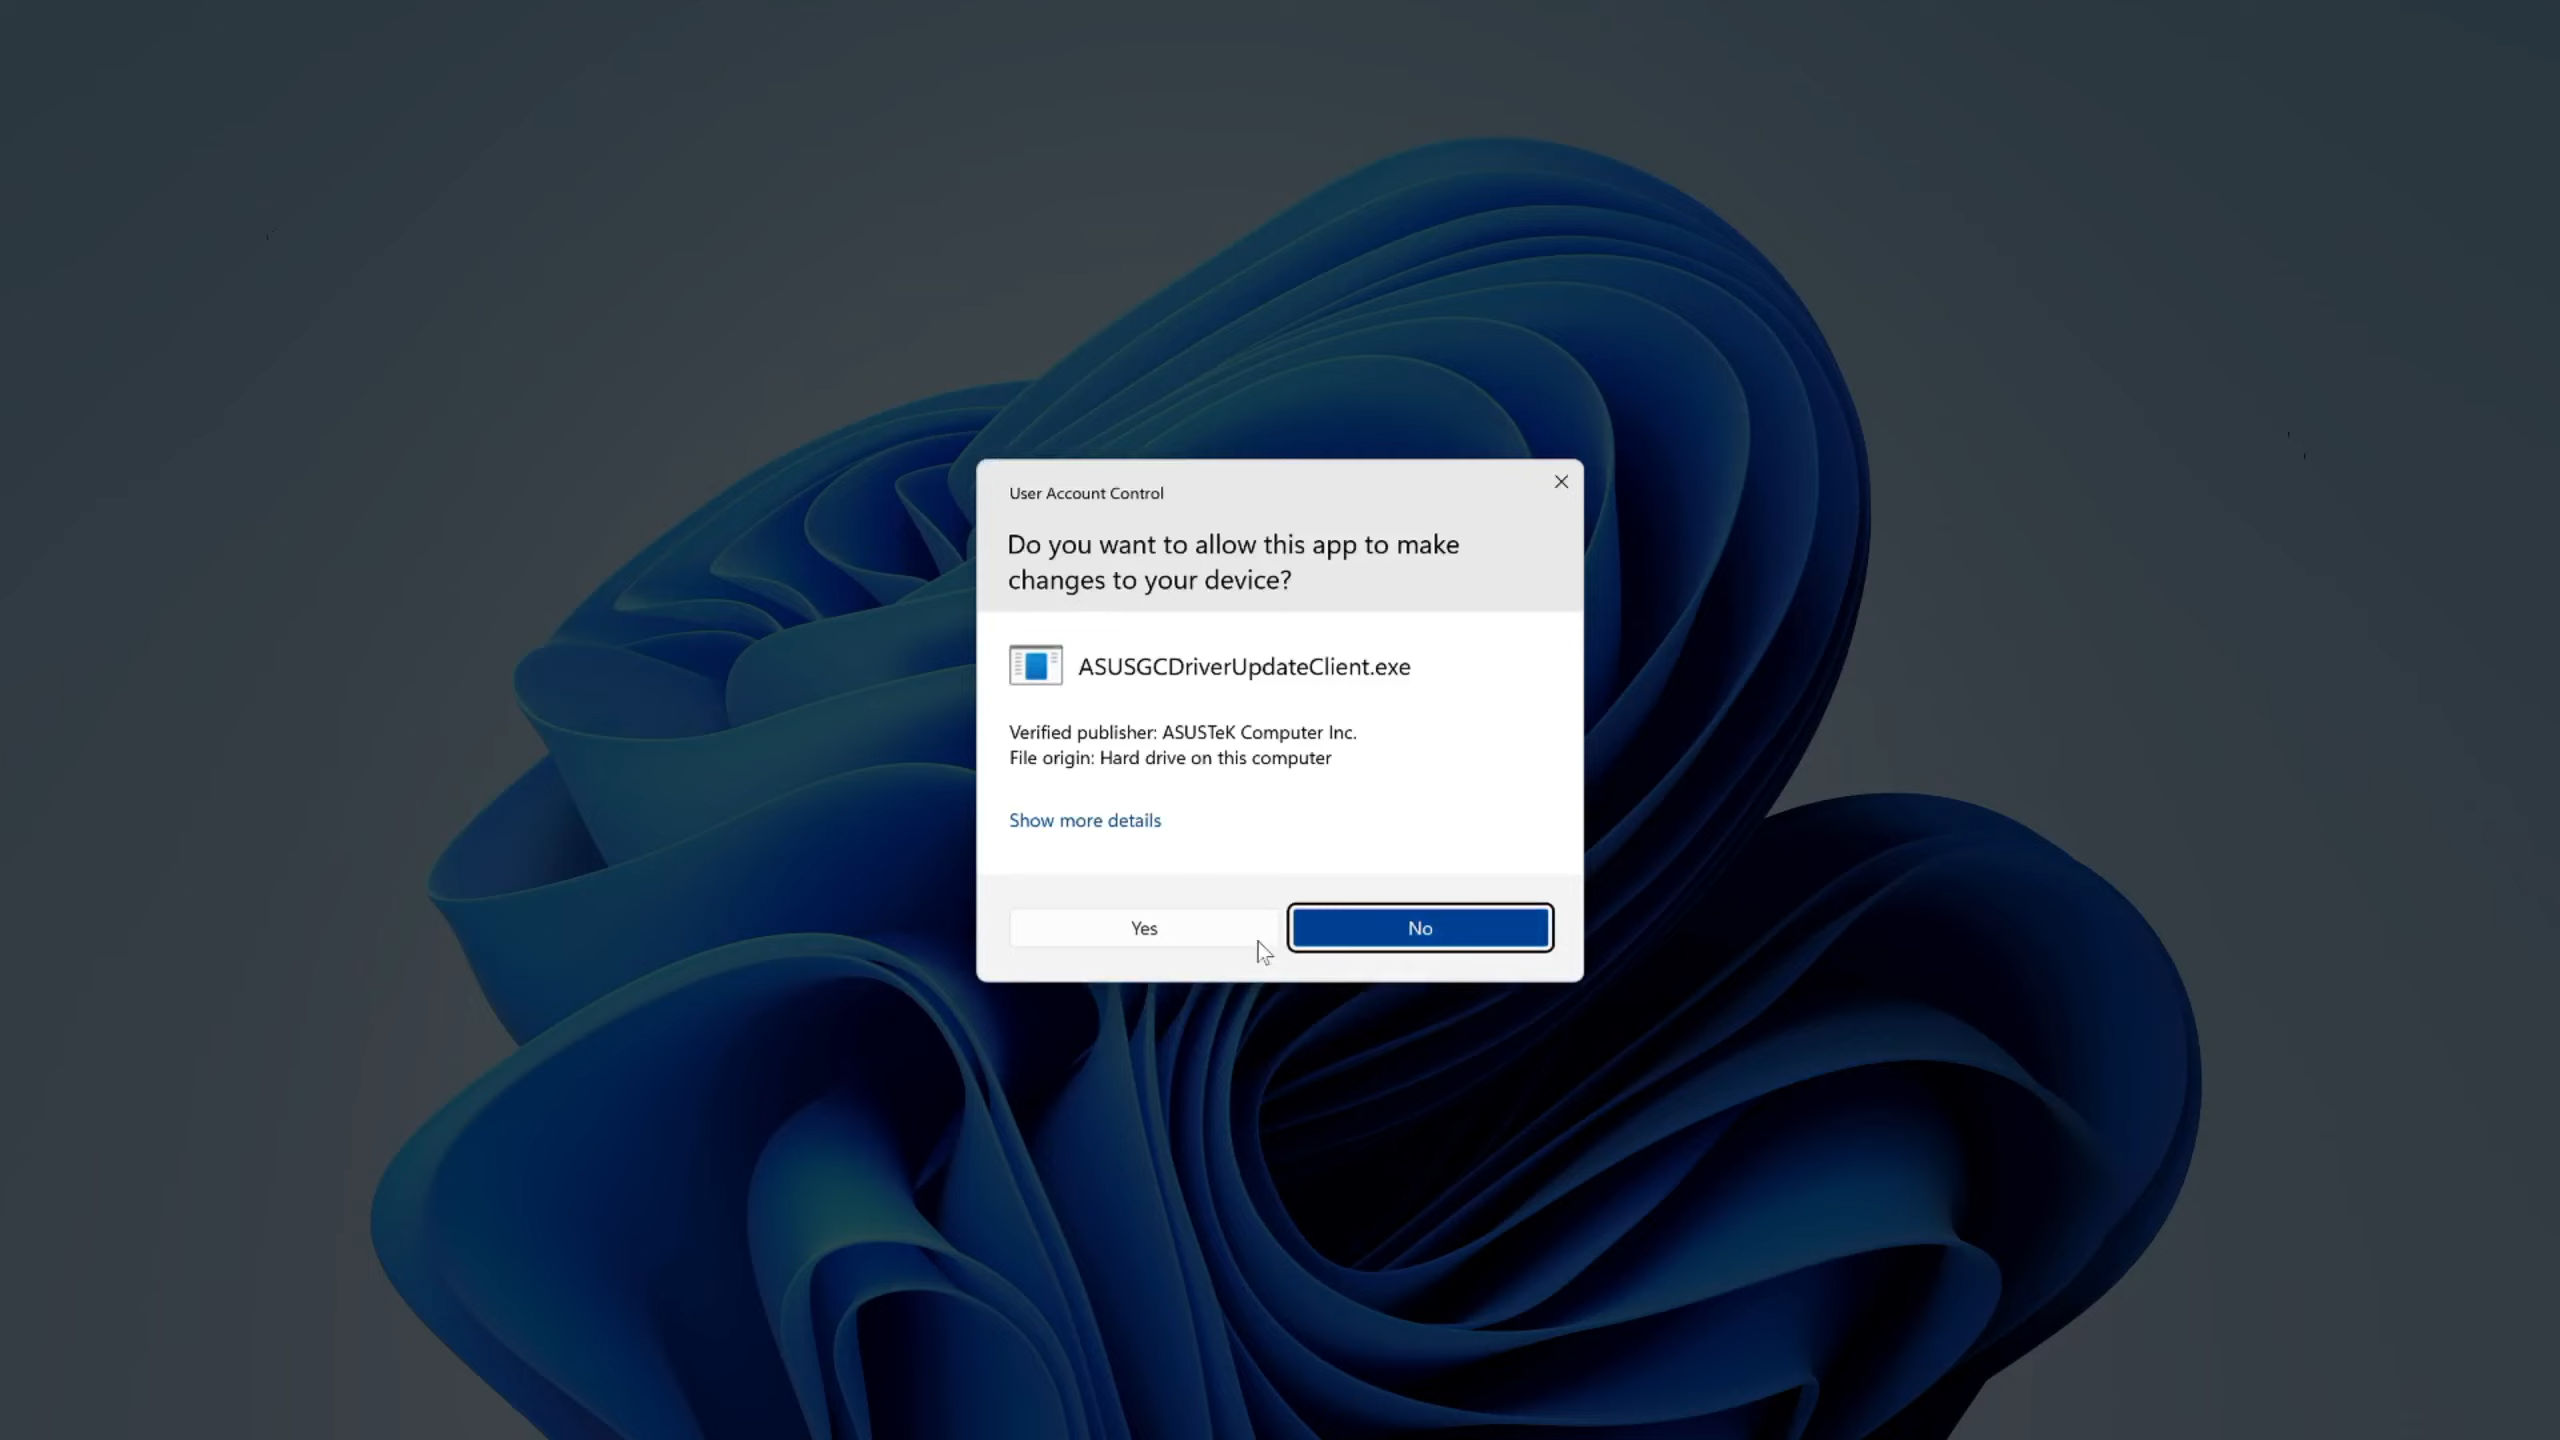 User Account Control
Do you want to allow this app to make
changes to your device?
ASUSGCDriverUpdateClient.exe
Verified publisher: ASUSTeK Computer Inc.
File origin: Hard drive on this computer
Show more details
Yes
No